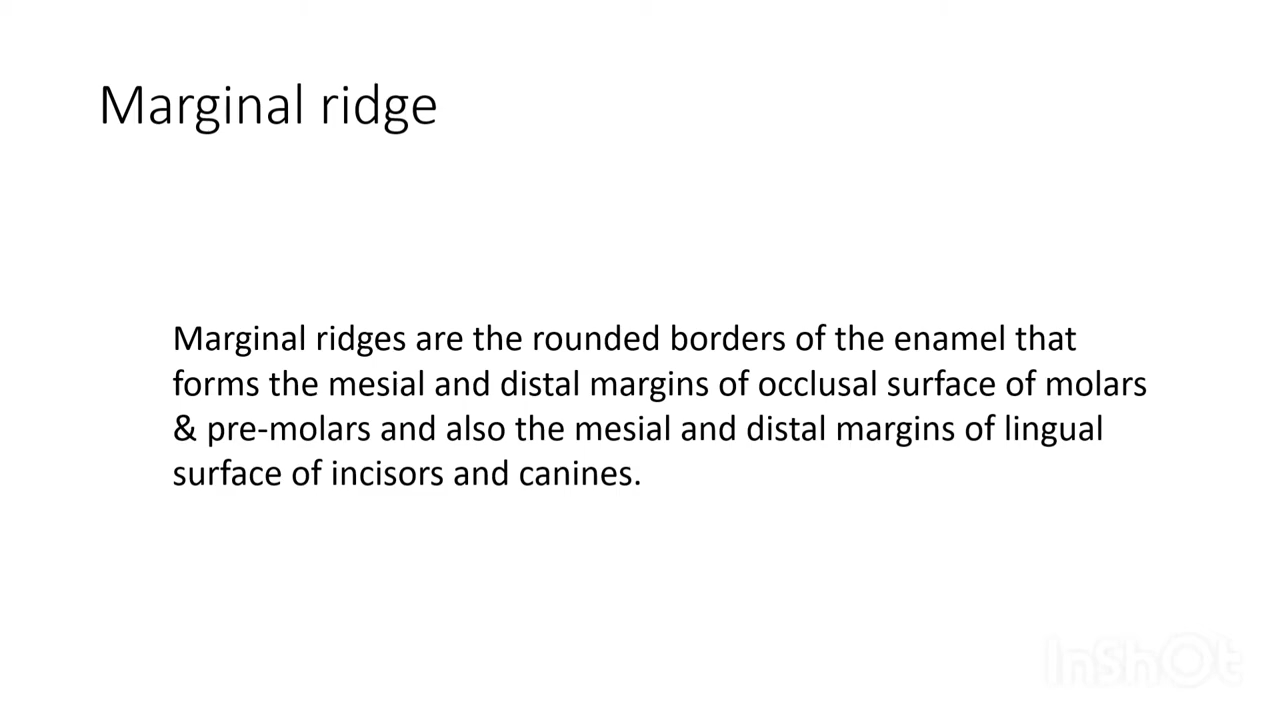 Marginal ridge
Marginal ridges are the rounded borders of the enamel that
forms the mesial and distal margins of occlusal surface of molars
& pre-molars and also the mesial and distal margins of lingual
surface of incisors and canines.
InShOt